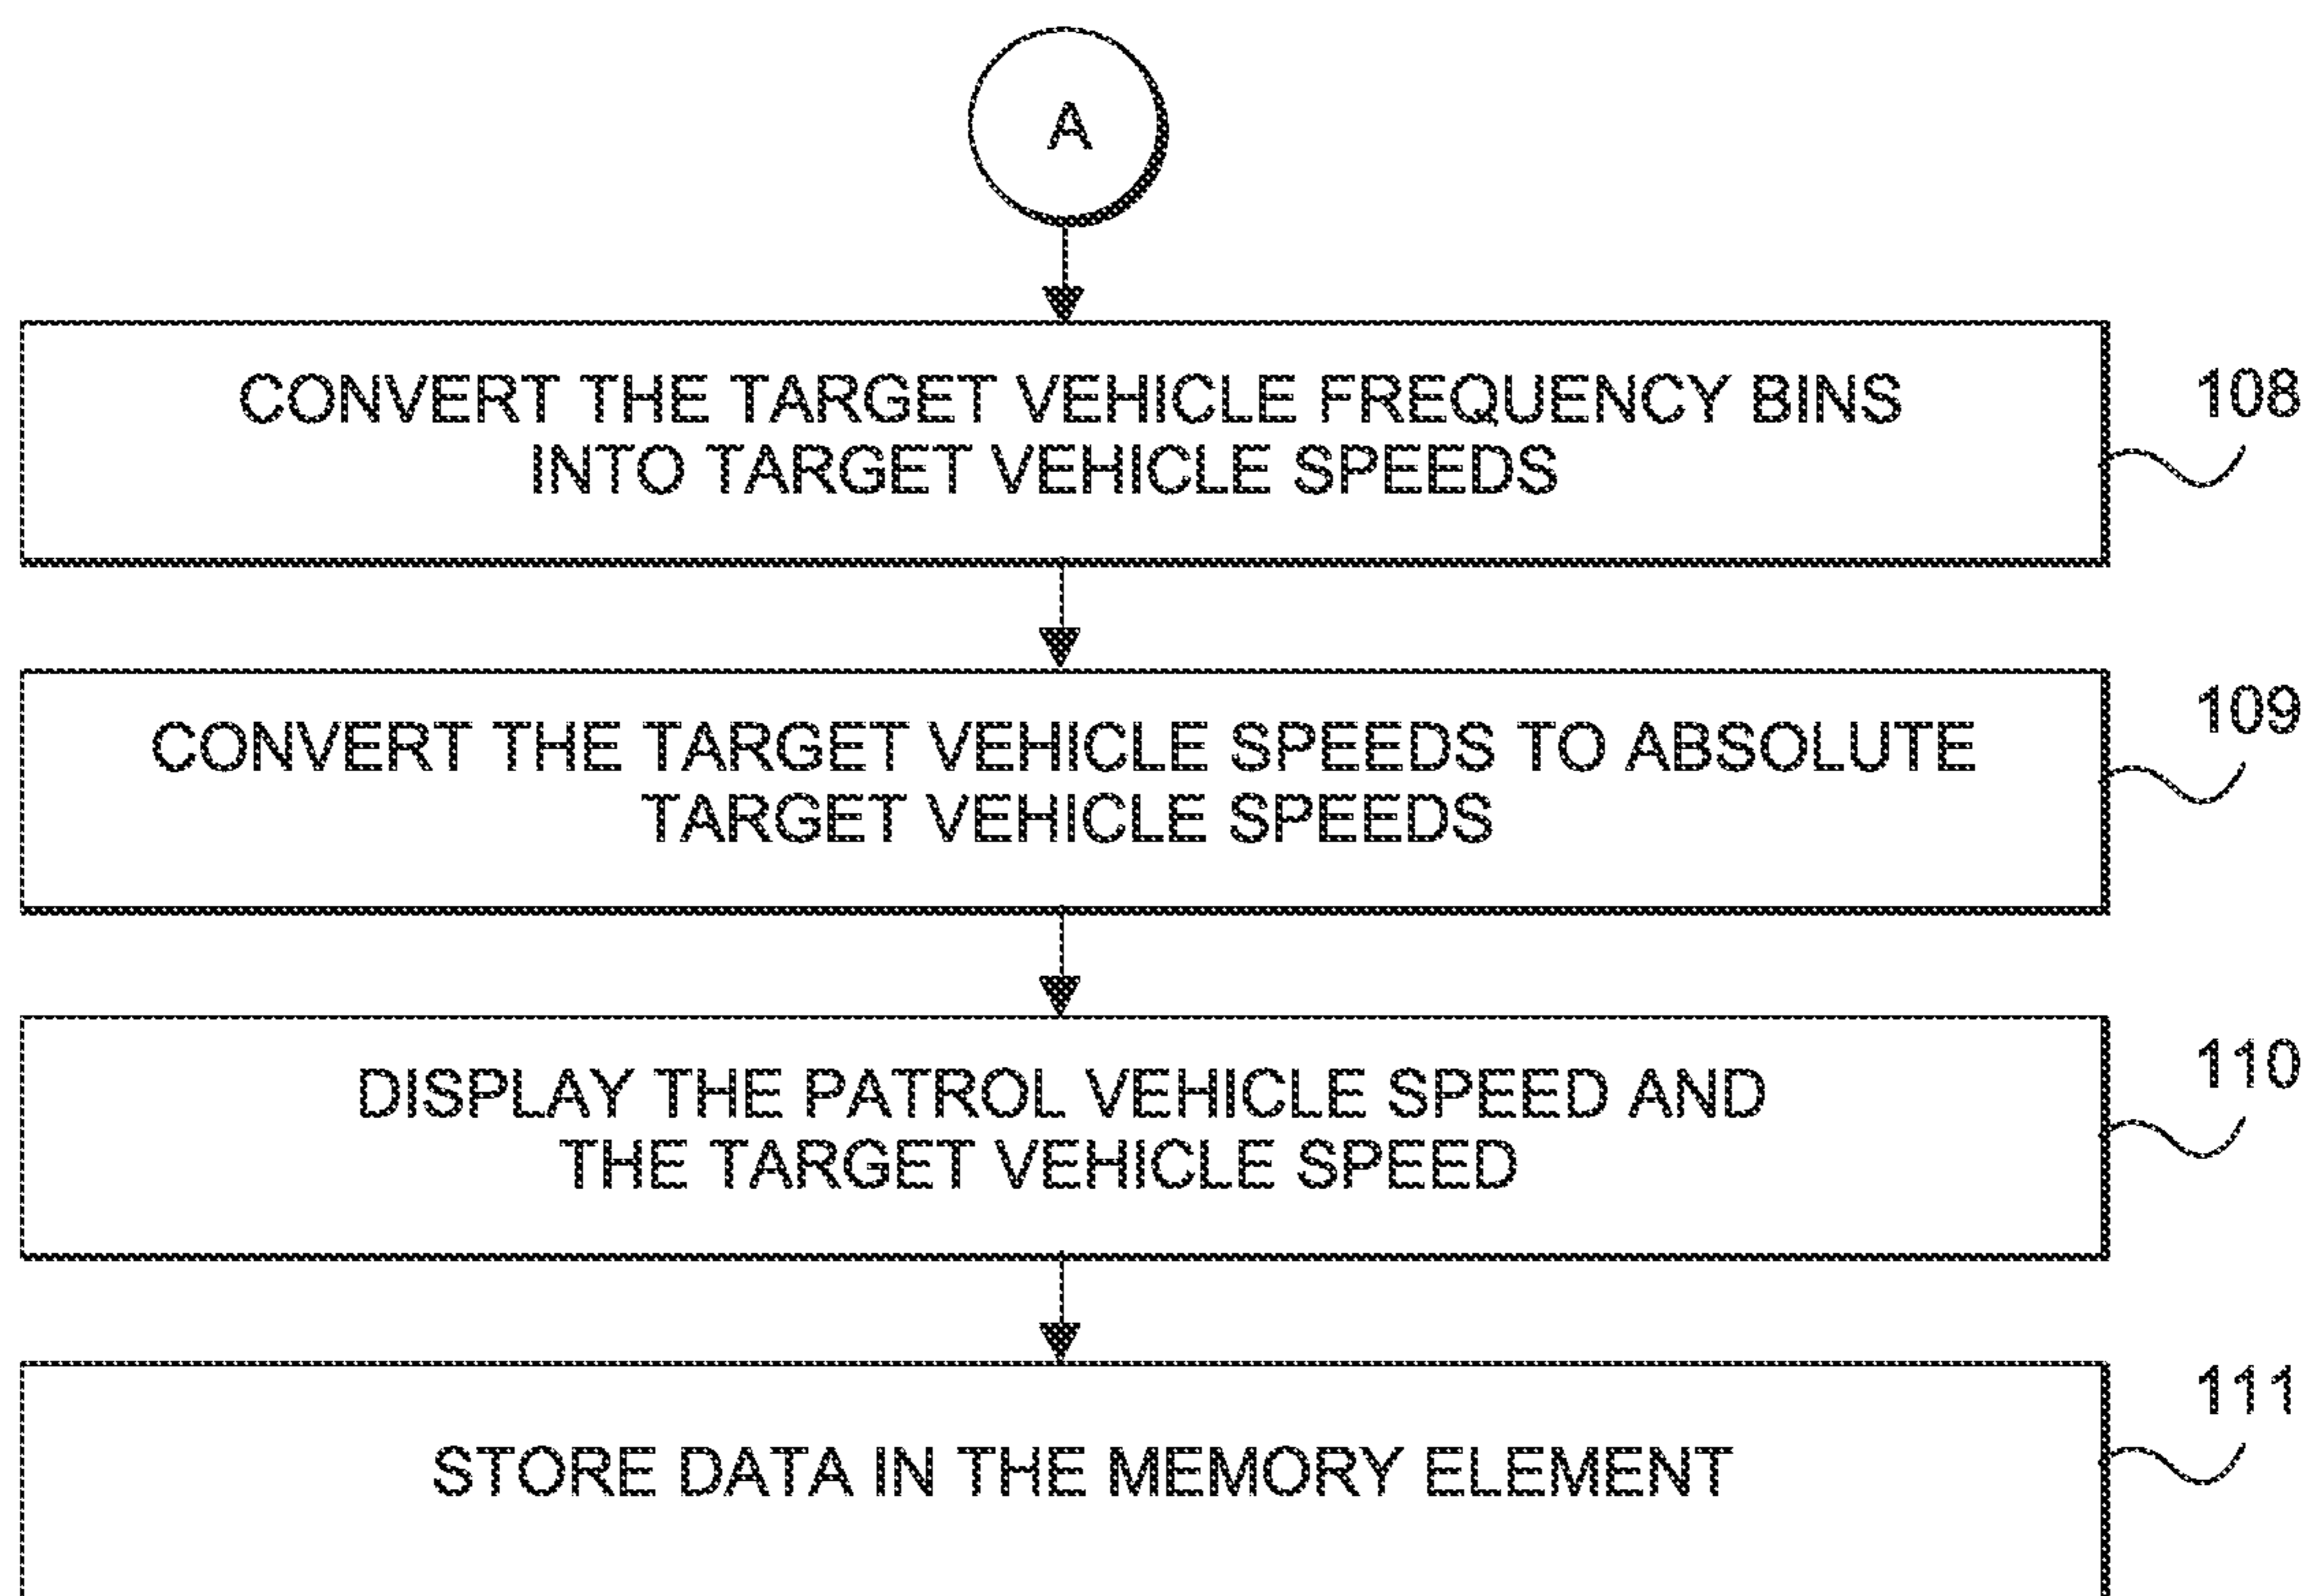 A
CONVERT THE TARGET VEHICLE FREQUENCY BINS
INTO TARGET VEHICLE SPEEDS
108
CONVERT THE TARGET VEHICLE SPEEDS TO ABSOLUTE
TARGET VEHICLE SPEEDS
109
DISPLAY THE PATROL VEHICLE SPEED AND
THE TARGET VEHICLE SPEED
110
STORE DATA IN THE MEMORY ELEMENT
111